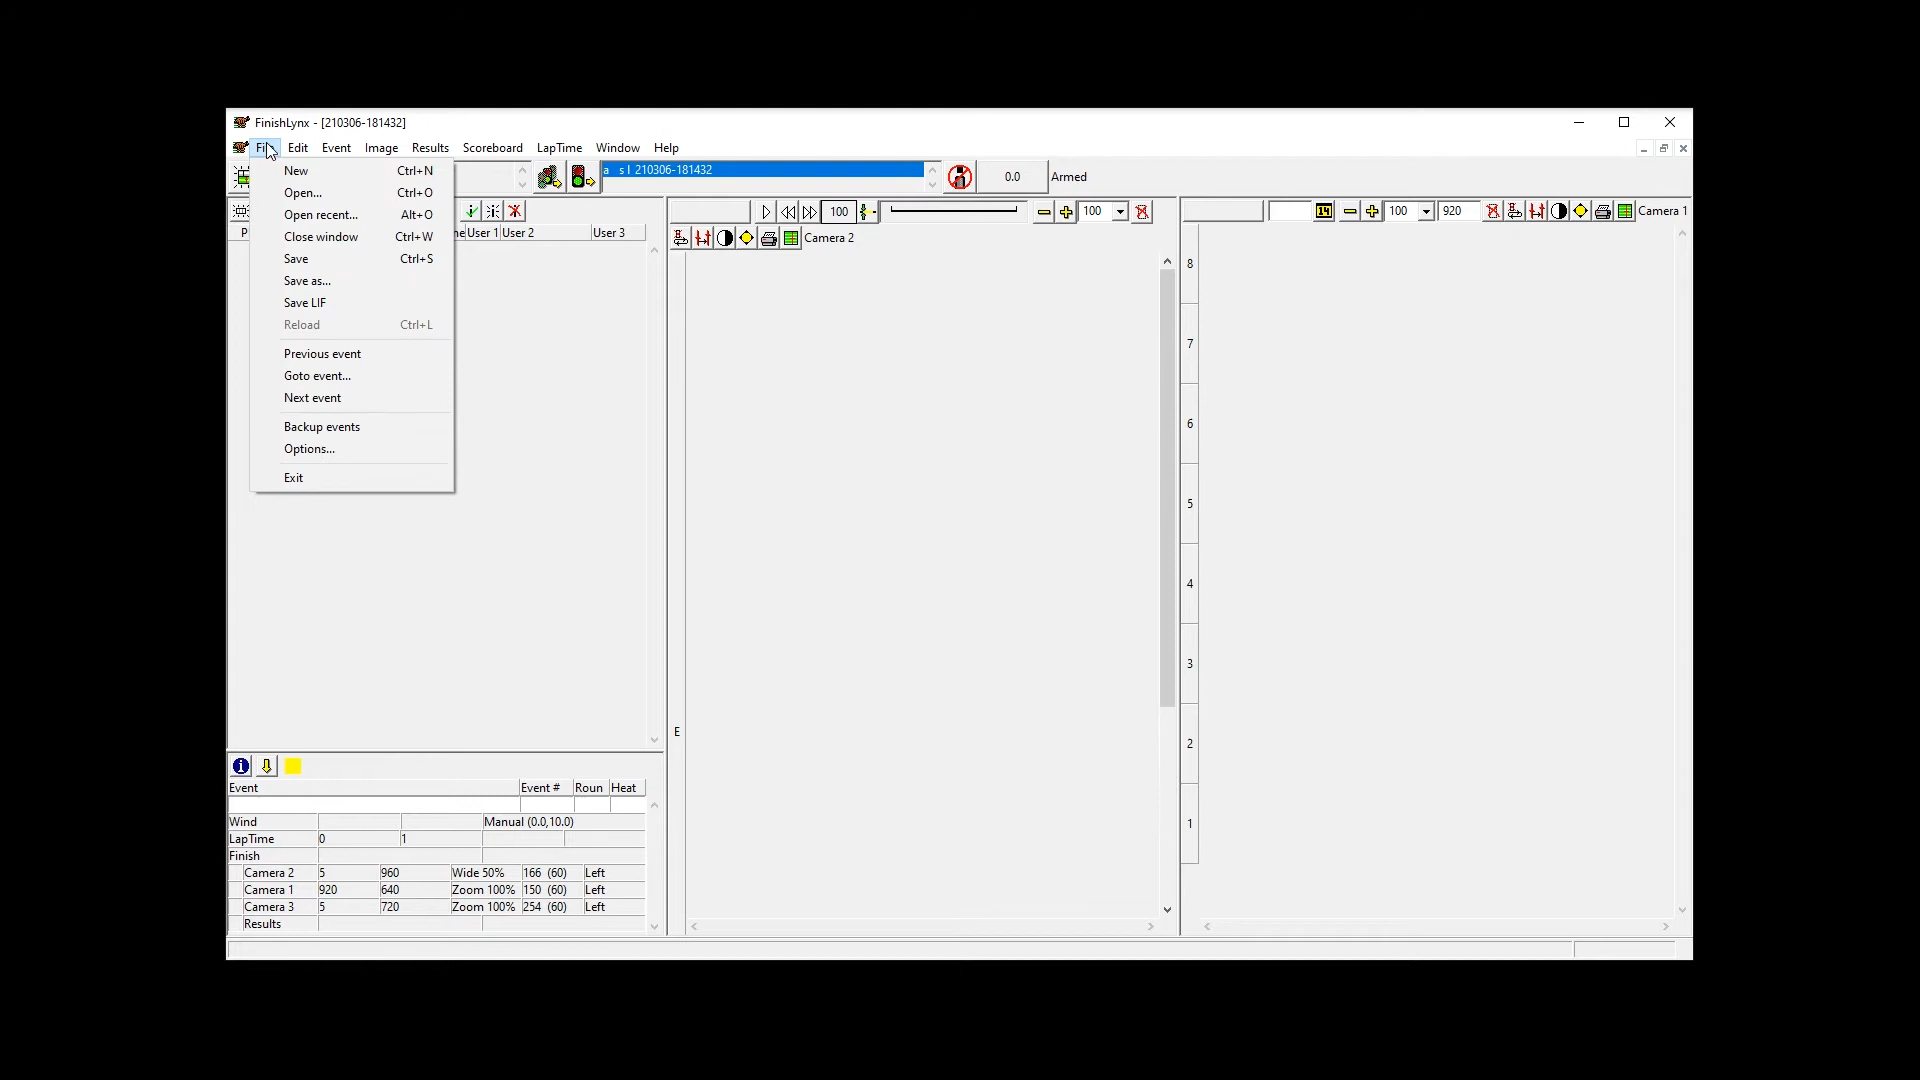 FinishLynx - [210306-181432]
Edit Event Image Results Scoreboard LapTime Window Help
New Ctrl+N
Open... Ctrl+O
Open recent... Alt+O
Close window Ctrl+W
Save Ctrl+S
Save as...
Save LIF
Reload Ctrl+L
Previous event
Goto event...
Next event
Backup events
Options...
Exit
a s l 210306-181432
0.0 Armed
P User 1 User 2 User 3
100 100
Camera 2
E
14 100 920 Camera 1
8
7
6
5
4
3
2
1
Event Event # Roun Heat
Wind Manual (0.0,10.0)
LapTime 0 1
Finish
Camera 2 5 960 Wide 50% 166 (60) Left
Camera 1 920 640 Zoom 100% 150 (60) Left
Camera 3 5 720 Zoom 100% 254 (60) Left
Results